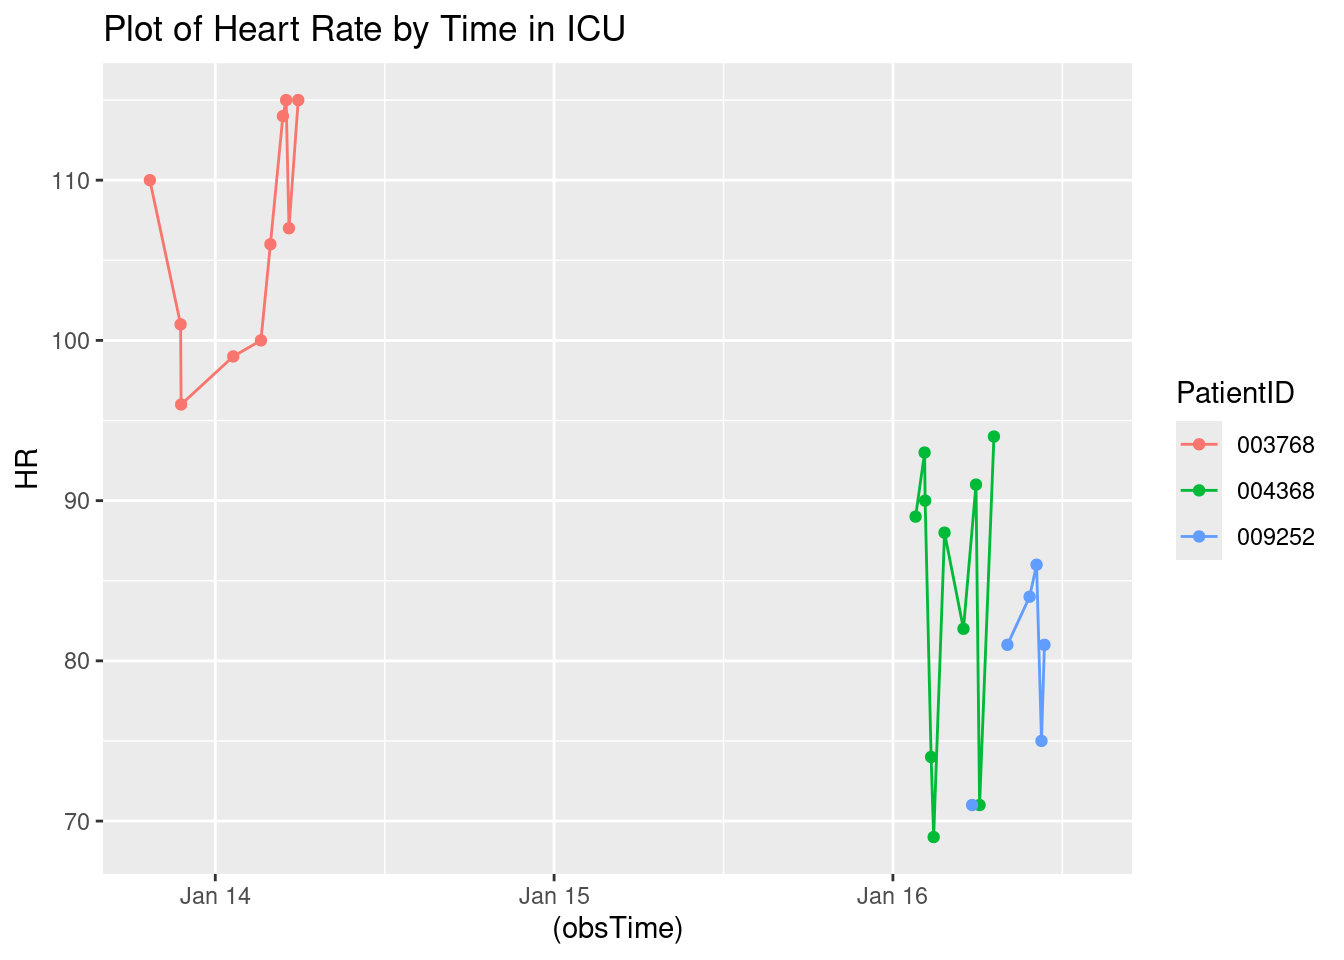 Plot of Heart Rate by Time in ICU
110
100
90
80
70
HR
Jan 14
Jan 15
Jan 16
(obsTime)
PatientID
003768
004368
009252